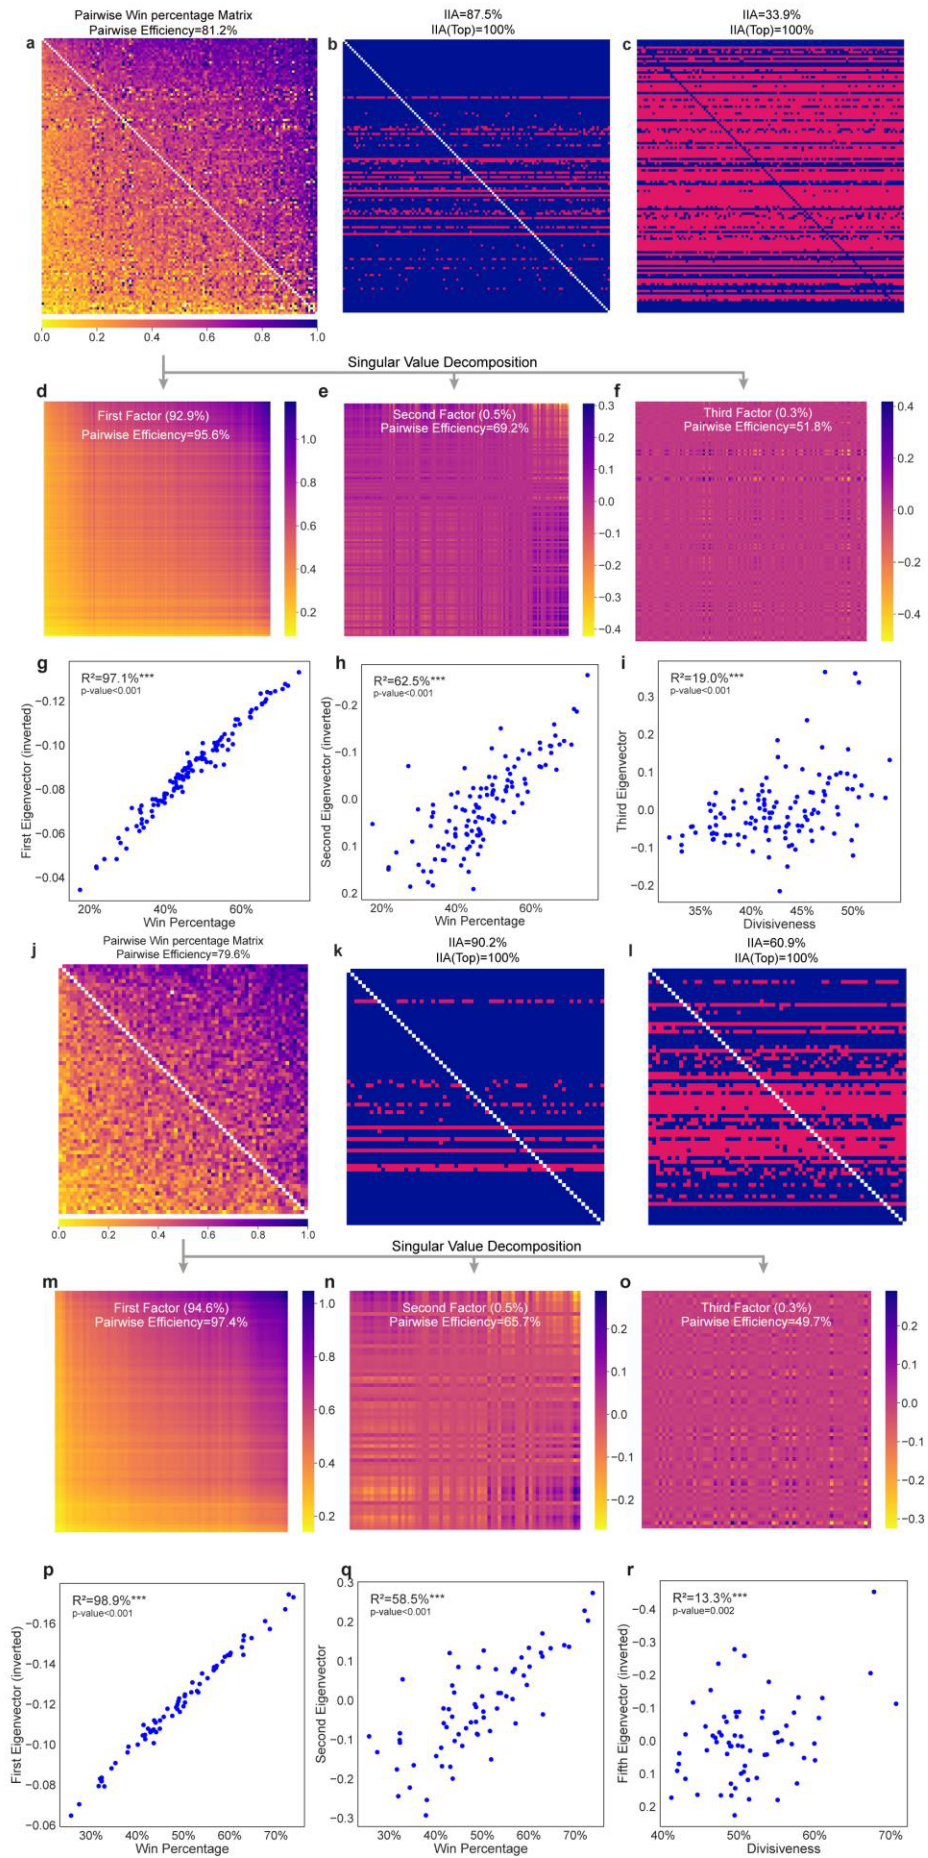 Pairwise Win percentage Matrix
Pairwise Efficiency=81.2%
IIA=87.5%
IIA(Top)=100%
IIA=33.9%
IIA(Top)=100%
a
b
c
0.0 0.2 0.4 0.6 0.8 1.0
Singular Value Decomposition
d
First Factor (92.9%)
Pairwise Efficiency=95.6%
1.0
0.8
0.6
0.4
0.2
e
Second Factor (0.5%)
Pairwise Efficiency=69.2%
0.3
0.2
0.1
0.0
−0.1
−0.2
−0.3
−0.4
f
Third Factor (0.3%)
Pairwise Efficiency=51.8%
0.4
0.2
0.0
−0.2
−0.4
g
R²=97.1%***
p-value<0.001
First Eigenvector (inverted)
−0.12
−0.10
−0.08
−0.06
−0.04
20% 40% 60%
Win Percentage
h
R²=62.5%***
p-value<0.001
Second Eigenvector (inverted)
−0.2
−0.1
0.0
0.1
0.2
20% 30% 40% 50% 60%
Win Percentage
i
R²=19.0%***
p-value<0.001
Third Eigenvector
0.3
0.2
0.1
0.0
−0.1
−0.2
35% 40% 45% 50%
Divisiveness
j
Pairwise Win percentage Matrix
Pairwise Efficiency=79.6%
k
IIA=90.2%
IIA(Top)=100%
l
IIA=60.9%
IIA(Top)=100%
0.0 0.2 0.4 0.6 0.8 1.0
Singular Value Decomposition
m
First Factor (94.6%)
Pairwise Efficiency=97.4%
1.0
0.8
0.6
0.4
0.2
n
Second Factor (0.5%)
Pairwise Efficiency=65.7%
0.2
0.1
0.0
−0.1
−0.2
o
Third Factor (0.3%)
Pairwise Efficiency=49.7%
0.2
0.1
0.0
−0.1
−0.2
−0.3
p
R²=98.9%***
p-value<0.001
First Eigenvector (inverted)
−0.16
−0.14
−0.12
−0.10
−0.08
−0.06
30% 40% 50% 60% 70%
Win Percentage
q
R²=58.5%***
p-value<0.001
Second Eigenvector
0.3
0.2
0.1
0.0
−0.1
−0.2
−0.3
30% 40% 50% 60% 70%
Win Percentage
r
R²=13.3%***
p-value=0.002
Fifth Eigenvector (inverted)
−0.4
−0.3
−0.2
−0.1
0.0
0.1
0.2
40% 50% 60% 70%
Divisiveness